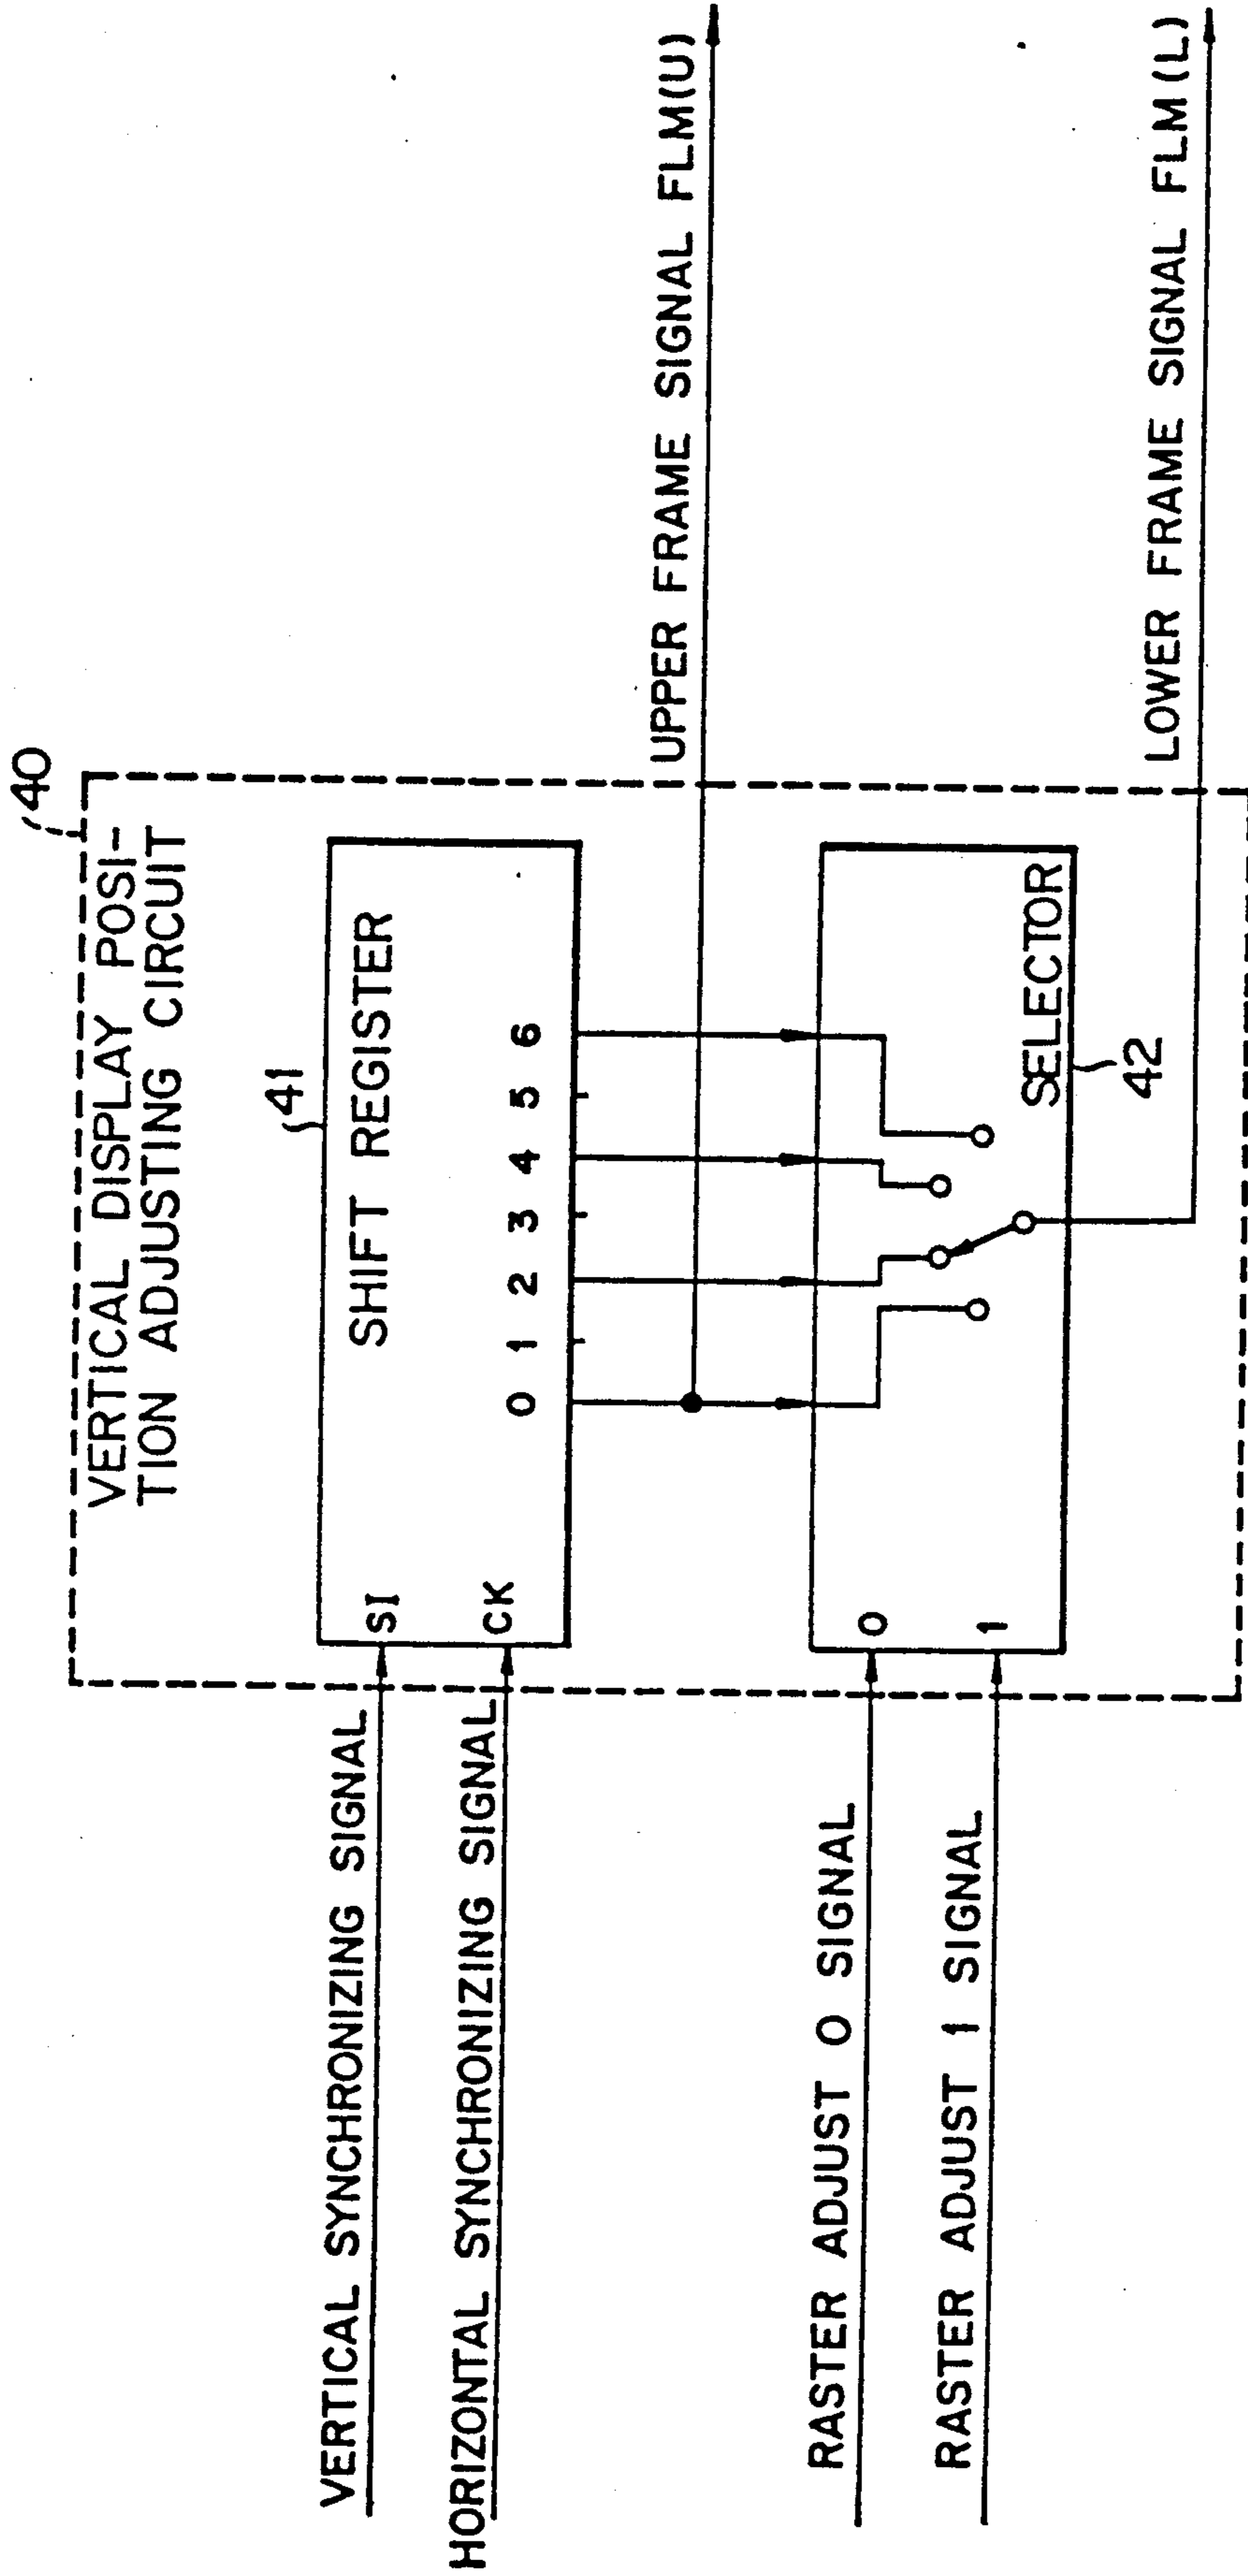 40
VERTICAL DISPLAY POSI-
TION ADJUSTING CIRCUIT
41
VERTICAL SYNCHRONIZING SIGNAL
SI
SHIFT REGISTER
HORIZONTAL SYNCHRONIZING SIGNAL
CK
0 1 2 3 4 5 6
UPPER FRAME SIGNAL FLM(U)
RASTER ADJUST 0 SIGNAL
0
RASTER ADJUST 1 SIGNAL
1
SELECTOR
42
LOWER FRAME SIGNAL FLM (L)